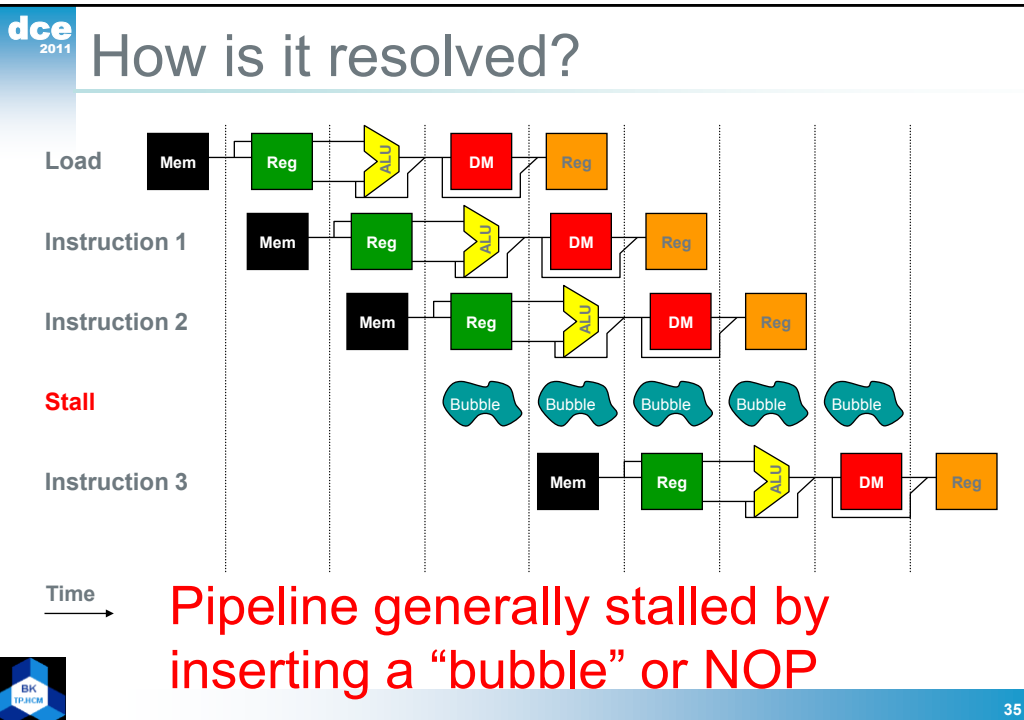 dce
2011
How is it resolved?
Load Mem Reg ALU DM Reg
Instruction 1 Mem Reg ALU DM Reg
Instruction 2 Mem Reg ALU DM Reg
Stall Bubble Bubble Bubble Bubble Bubble
Instruction 3 Mem Reg ALU DM Reg
Time
Pipeline generally stalled by
inserting a “bubble” or NOP
BK
TP.HCM
35